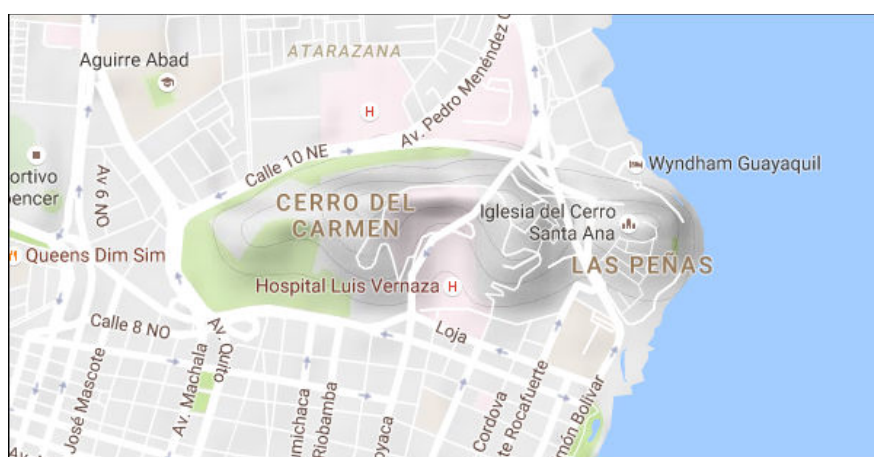 Aguirre Abad
ATARAZANA
H
Av. Pedro Menéndez
Calle 10 NE
Wyndham Guayaquil
ortivo
pencer
Av 6 NO
CERRO DEL
CARMEN
Iglesia del Cerro
Santa Ana
LAS PEÑAS
Queens Dim Sim
Hospital Luis Vernaza
H
Calle 8 NO
Loja
Av. Quito
Av. Machala
José Mascote
Riobamba
Cordova
Rocafuerte
Bolivar